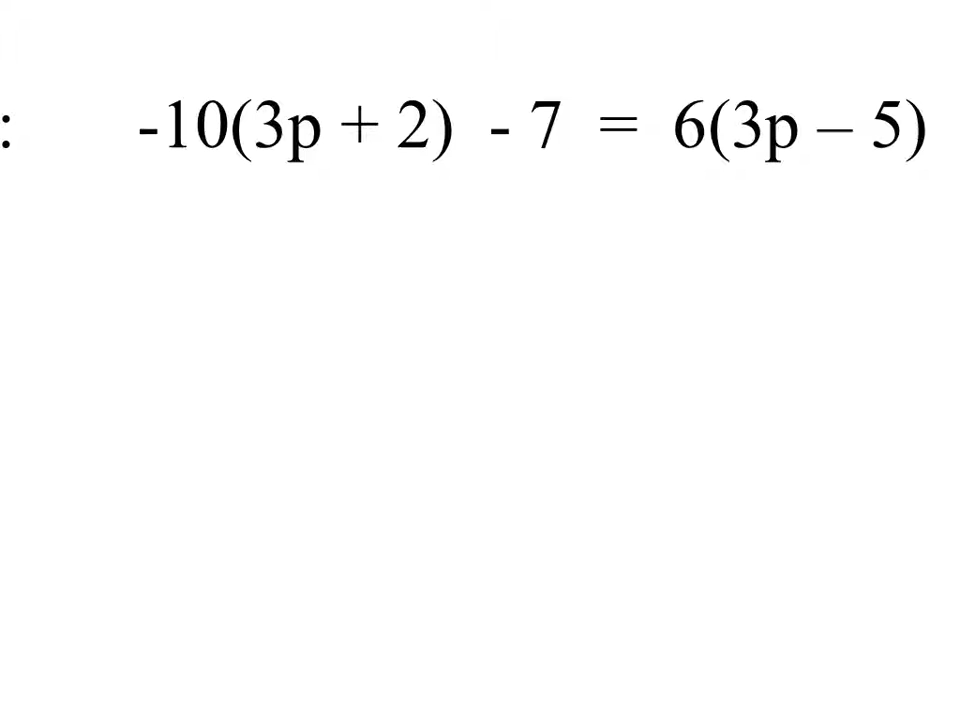 : -10(3p + 2) - 7 = 6(3p – 5)